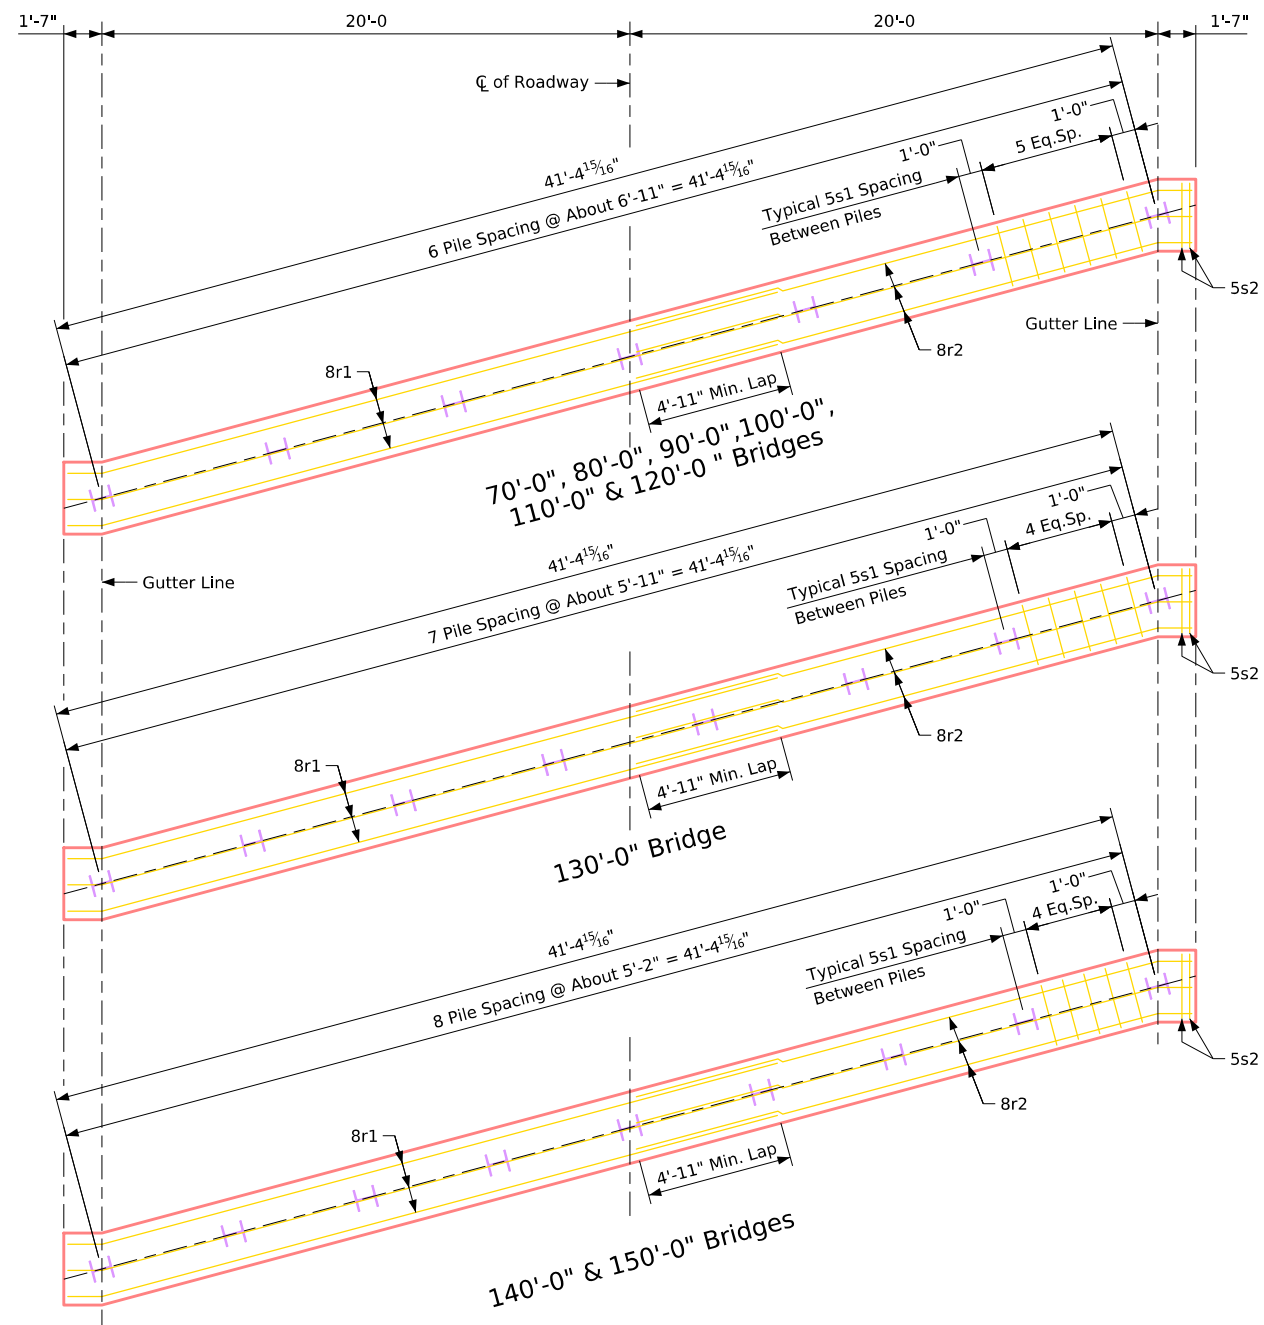 1'-7" 20'-0 20'-0 1'-7"
℄ of Roadway
41'-4 15/16"
6 Pile Spacing @ About 6'-11" = 41'-4 15/16"
1'-0"
5 Eq.Sp.
1'-0"
Typical 5s1 Spacing
Between Piles
5s2
Gutter Line
8r2
8r1
4'-11" Min. Lap
70'-0", 80'-0", 90'-0",100'-0",
110'-0" & 120'-0 " Bridges
Gutter Line
41'-4 15/16"
7 Pile Spacing @ About 5'-11" = 41'-4 15/16"
1'-0"
4 Eq.Sp.
1'-0"
Typical 5s1 Spacing
Between Piles
5s2
8r2
8r1
4'-11" Min. Lap
130'-0" Bridge
41'-4 15/16"
8 Pile Spacing @ About 5'-2" = 41'-4 15/16"
1'-0"
4 Eq.Sp.
1'-0"
Typical 5s1 Spacing
Between Piles
5s2
8r2
8r1
4'-11" Min. Lap
140'-0" & 150'-0" Bridges